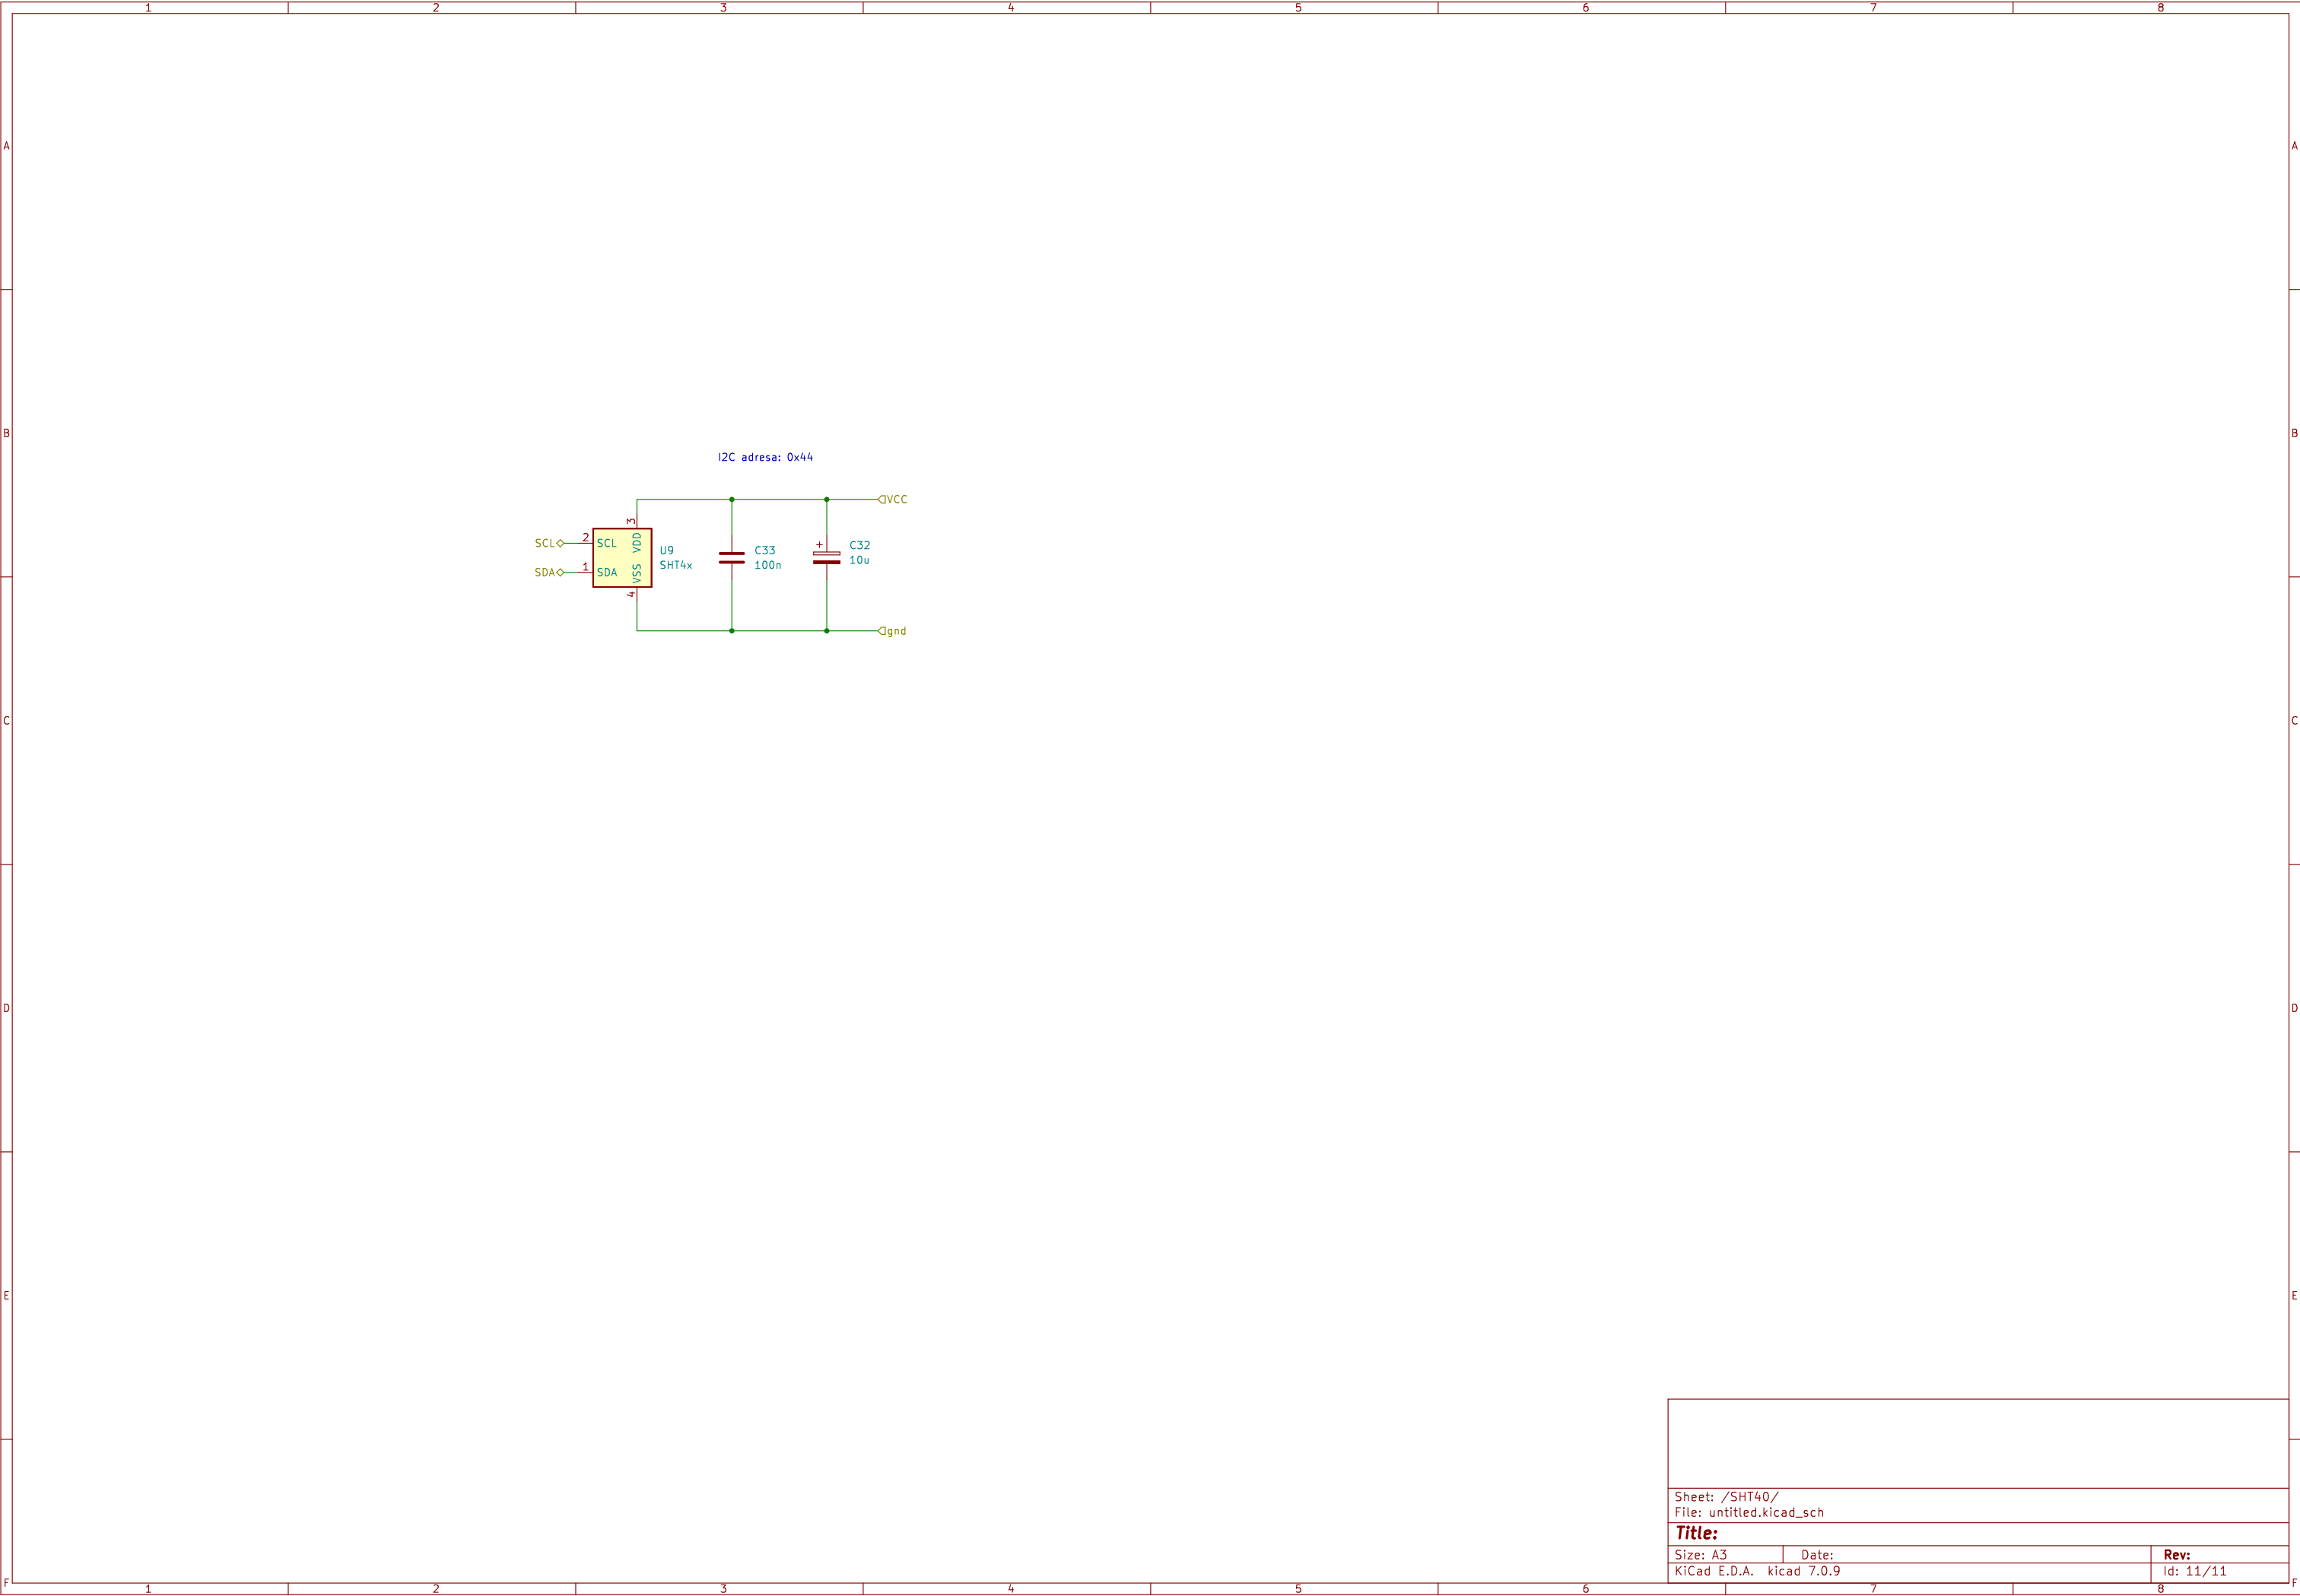 1 2 3 4 5 6 7 8
A A
B B
I2C adresa: 0x44
VCC
3
2 SCL VDD
SCL
U9
SHT4x
C33
100n
+
C32
10u
SDA
1 SDA VSS
4
gnd
C C
D D
E E
Sheet: /SHT40/
File: untitled.kicad_sch
Title:
Size: A3 Date: Rev:
KiCad E.D.A. kicad 7.0.9 Id: 11/11
F F
1 2 3 4 5 6 7 8